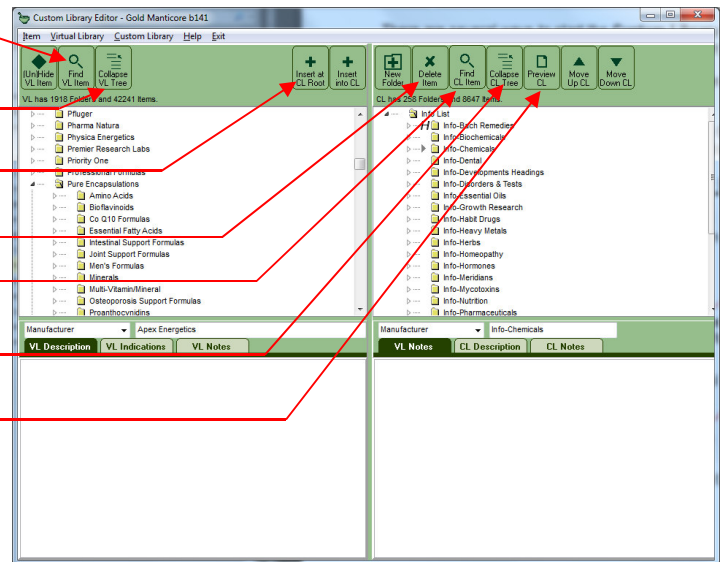 Custom Library Editor - Gold Manticore b141
Item Virtual Library Custom Library Help Exit
(Un)Hide VL Item
Find VL Item
Collapse VL Tree
Insert at CL Root
Insert into CL
VL has 1918 Folders and 42241 Items.
Pfluger
Pharma Natura
Physica Energetics
Premier Research Labs
Priority One
Professional Formulas
Pure Encapsulations
Amino Acids
Bioflavinoids
Co Q10 Formulas
Essential Fatty Acids
Intestinal Support Formulas
Joint Support Formulas
Men's Formulas
Minerals
Multi-Vitamin/Mineral
Osteoporosis Support Formulas
Proanthocynidins
Manufacturer
Apex Energetics
VL Description
VL Indications
VL Notes
New Folder
Delete Item
Find CL Item
Collapse CL Tree
Preview CL
Move Up CL
Move Down CL
CL has 258 Folders and 8647 Items.
Info List
Info-Bach Remedies
Info-Biochemicals
Info-Chemicals
Info-Dental
Info-Developments Headings
Info-Disorders & Tests
Info-Essential Oils
Info-Growth Research
Info-Habit Drugs
Info-Heavy Metals
Info-Herbs
Info-Homeopathy
Info-Hormones
Info-Meridians
Info-Mycotoxins
Info-Nutrition
Info-Pharmaceuticals
Manufacturer
Info-Chemicals
VL Notes
CL Description
CL Notes